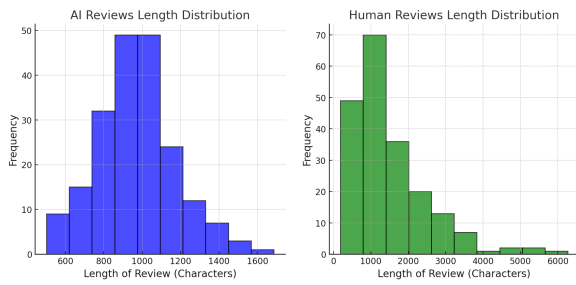 AI Reviews Length Distribution
Frequency
50
40
30
20
10
0
600 800 1000 1200 1400 1600
Length of Review (Characters)
Human Reviews Length Distribution
Frequency
70
60
50
40
30
20
10
0
0 1000 2000 3000 4000 5000 6000
Length of Review (Characters)